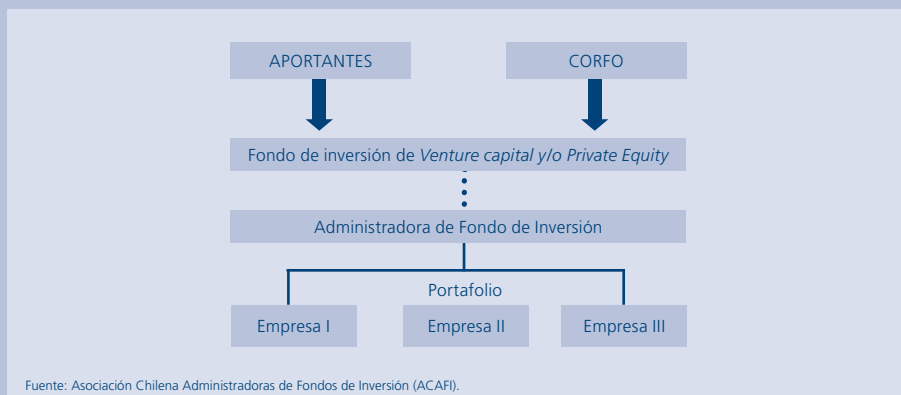 APORTANTES
CORFO
Fondo de inversión de Venture capital y/o Private Equity
Administradora de Fondo de Inversión
Portafolio
Empresa I
Empresa II
Empresa III
Fuente: Asociación Chilena Administradoras de Fondos de Inversión (ACAFI).